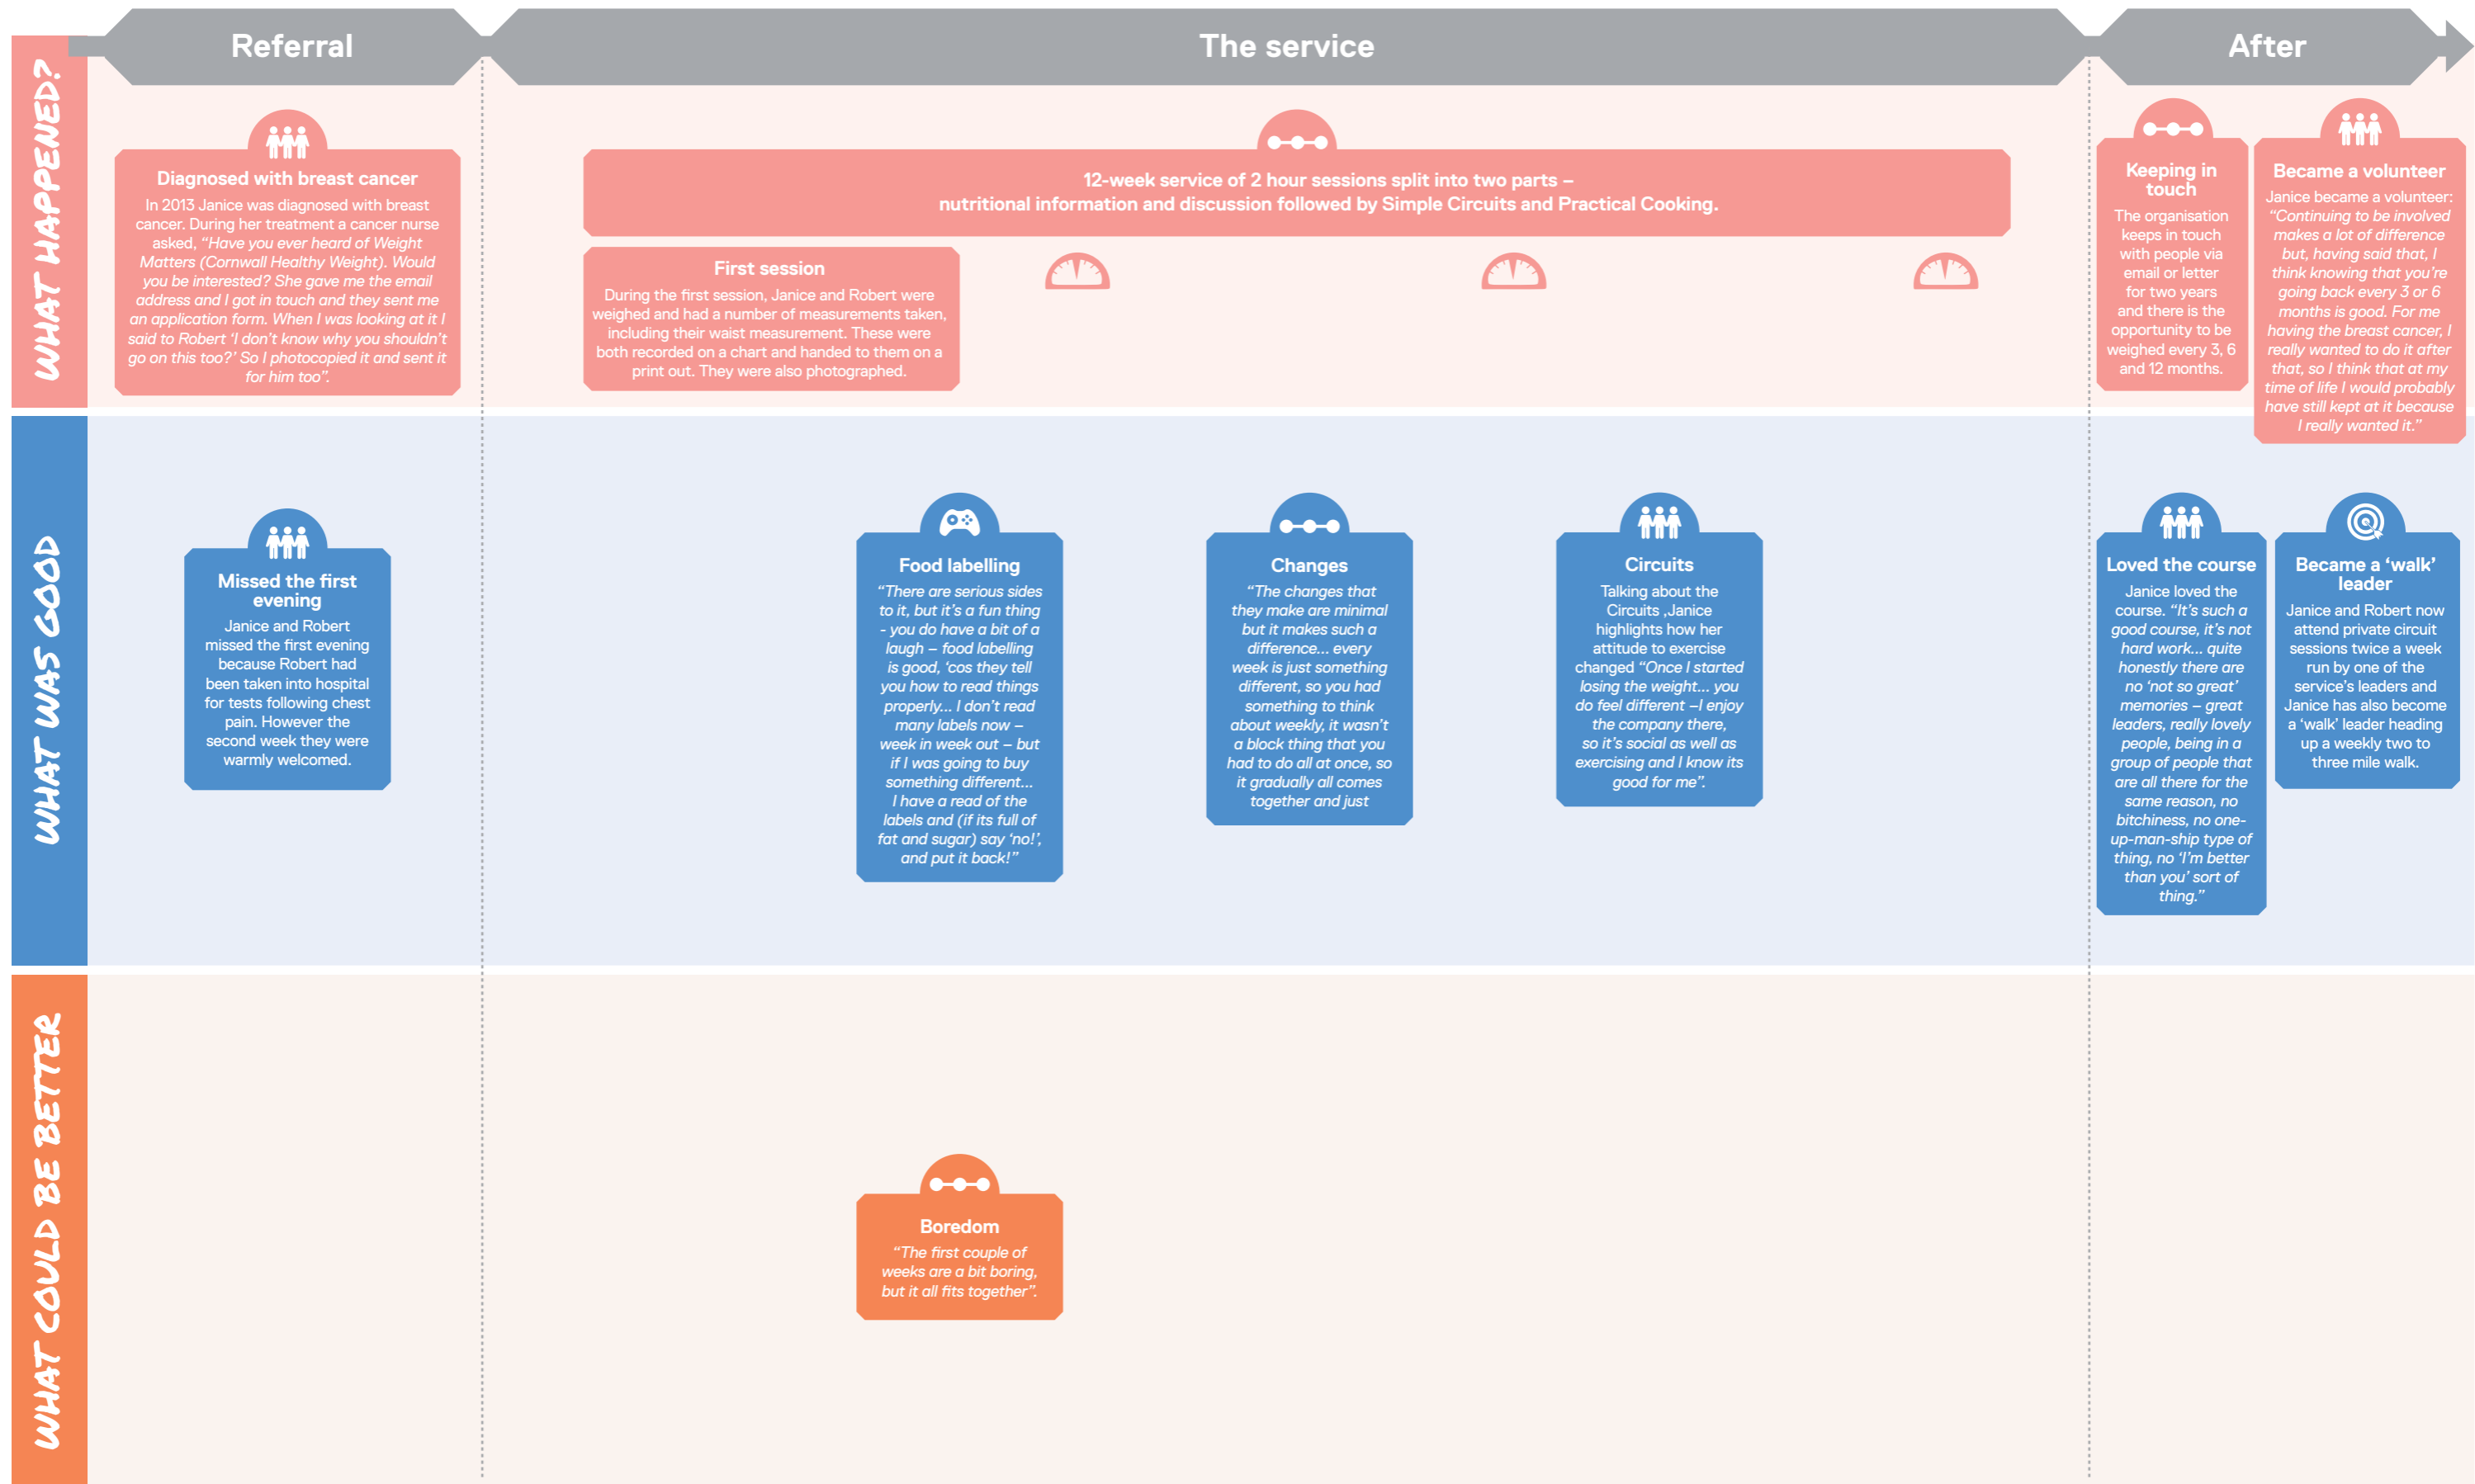 Referral
The service
After
WHAT HAPPENED?
Diagnosed with breast cancer
In 2013 Janice was diagnosed with breast
cancer. During her treatment a cancer nurse
asked, “Have you ever heard of Weight
Matters (Cornwall Healthy Weight). Would
you be interested? She gave me the email
address and I got in touch and they sent me
an application form. When I was looking at it I
said to Robert ‘I don’t know why you shouldn’t
go on this too?’ So I photocopied it and sent it
for him too”.
12-week service of 2 hour sessions split into two parts –
nutritional information and discussion followed by Simple Circuits and Practical Cooking.
First session
During the first session, Janice and Robert were
weighed and had a number of measurements taken,
including their waist measurement. These were
both recorded on a chart and handed to them on a
print out. They were also photographed.
Keeping in
touch
The organisation
keeps in touch
with people via
email or letter
for two years
and there is the
opportunity to be
weighed every 3, 6
and 12 months.
Became a volunteer
Janice became a volunteer:
“Continuing to be involved
makes a lot of difference
but, having said that, I
think knowing that you’re
going back every 3 or 6
months is good. For me
having the breast cancer, I
really wanted to do it after
that, so I think that at my
time of life I would probably
have still kept at it because
I really wanted it.”
WHAT WAS GOOD
Missed the first
evening
Janice and Robert
missed the first evening
because Robert had
been taken into hospital
for tests following chest
pain. However the
second week they were
warmly welcomed.
Food labelling
“There are serious sides
to it, but it’s a fun thing
- you do have a bit of a
laugh – food labelling
is good, ‘cos they tell
you how to read things
properly... I don’t read
many labels now –
week in week out – but
if I was going to buy
something different...
I have a read of the
labels and (if its full of
fat and sugar) say ‘no!’,
and put it back!”
Changes
“The changes that
they make are minimal
but it makes such a
difference... every
week is just something
different, so you had
something to think
about weekly, it wasn’t
a block thing that you
had to do all at once, so
it gradually all comes
together and just
Circuits
Talking about the
Circuits ,Janice
highlights how her
attitude to exercise
changed “Once I started
losing the weight... you
do feel different –I enjoy
the company there,
so it’s social as well as
exercising and I know its
good for me”.
Loved the course
Janice loved the
course. “It’s such a
good course, it’s not
hard work... quite
honestly there are
no ‘not so great’
memories – great
leaders, really lovely
people, being in a
group of people that
are all there for the
same reason, no
bitchiness, no one-
up-man-ship type of
thing, no ‘I’m better
than you’ sort of
thing.”
Became a ‘walk’
leader
Janice and Robert now
attend private circuit
sessions twice a week
run by one of the
service’s leaders and
Janice has also become
a ‘walk’ leader heading
up a weekly two to
three mile walk.
WHAT COULD BE BETTER
Boredom
“The first couple of
weeks are a bit boring,
but it all fits together”.